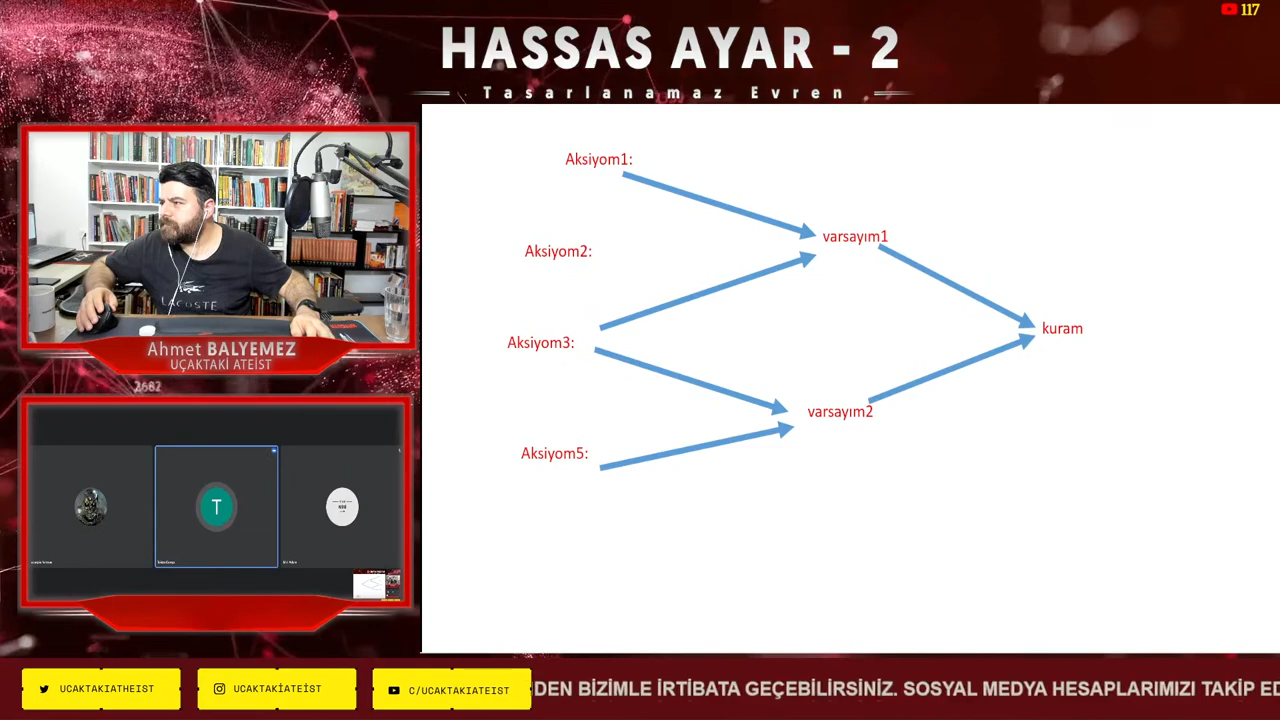 117
HASSAS AYAR - 2
Tasarlanamaz Evren
Aksiyom1:
varsayım1
Aksiyom2:
kuram
Aksiyom3:
varsayım2
Aksiyom5:
LACOSTE
Ahmet BALYEMEZ
UÇAKTAKİ ATEİST
2682
T
UCAKTAKIATHEIST
UCAKTAKİATEİST
C/UCAKTAKIATEIST
DEN BİZİMLE İRTİBATA GEÇEBİLİRSİNİZ. SOSYAL MEDYA HESAPLARIMIZI TAKİP ED